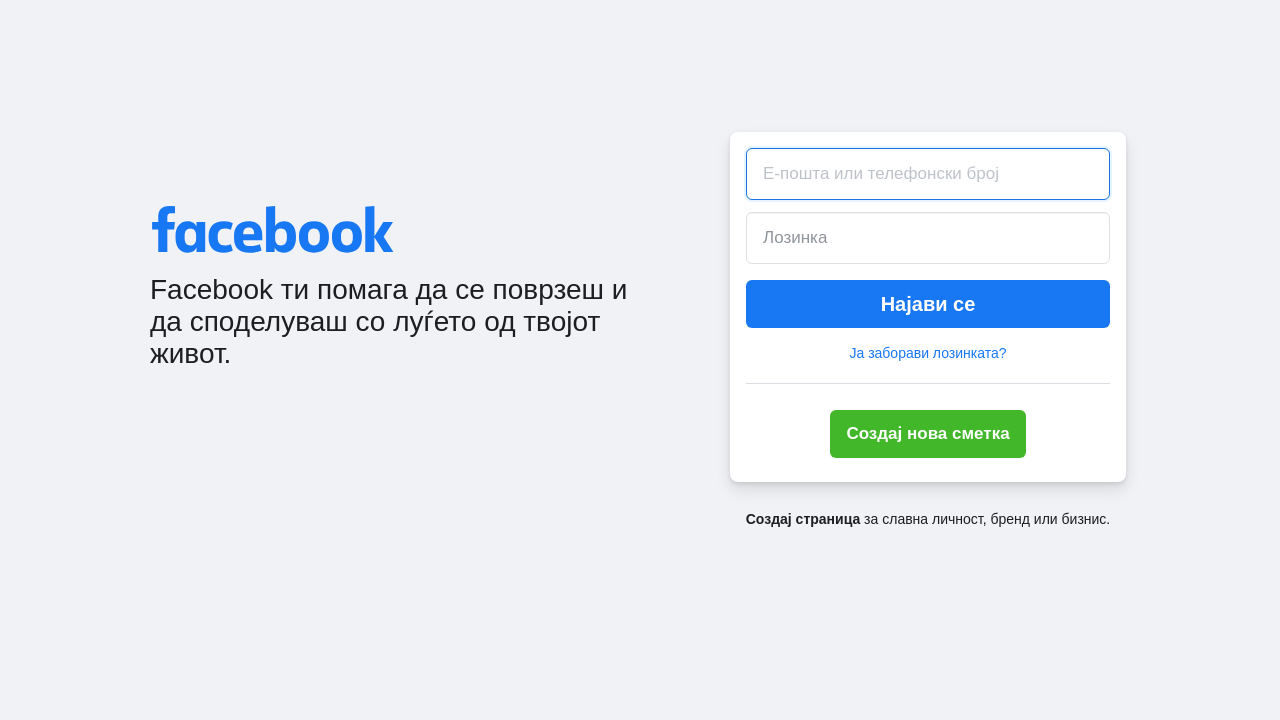 facebook
Facebook ти помага да се поврзеш и
да споделуваш со луѓето од твојот
живот.
Е-пошта или телефонски број
Лозинка
Најави се
Ја заборави лозинката?
Создај нова сметка
Создај страница за славна личност, бренд или бизнис.